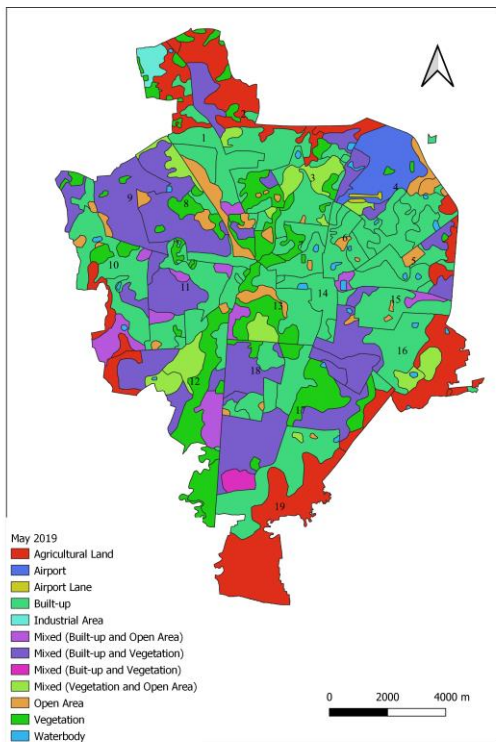 1
3
4
9
8
6
7
5
10
11
13
14
15
16
18
12
17
19
May 2019
Agricultural Land
Airport
Airport Lane
Built-up
Industrial Area
Mixed (Built-up and Open Area)
Mixed (Built-up and Vegetation)
Mixed (Buit-up and Vegetation)
Mixed (Vegetation and Open Area)
Open Area
Vegetation
Waterbody
0 2000 4000 m